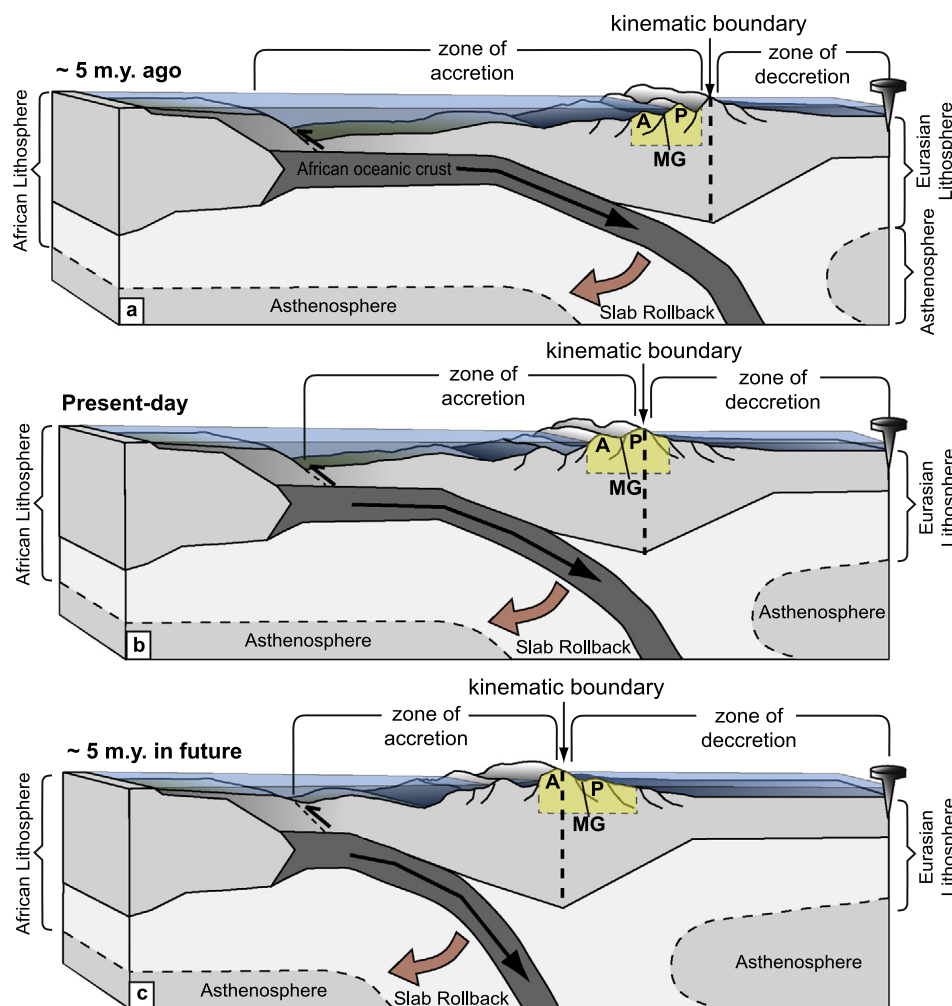 kinematic boundary
zone of
accretion
zone of
deccretion
~ 5 m.y. ago
African Lithosphere
A
P
MG
African oceanic crust
Eurasian
Lithosphere
Asthenosphere
Asthenosphere
Slab Rollback
a
kinematic boundary
zone of
accretion
zone of
deccretion
Present-day
African Lithosphere
A
P
MG
Eurasian
Lithosphere
Asthenosphere
Asthenosphere
Slab Rollback
b
kinematic boundary
zone of
accretion
zone of
deccretion
~ 5 m.y. in future
African Lithosphere
A
P
MG
Eurasian
Lithosphere
Asthenosphere
Asthenosphere
Slab Rollback
c